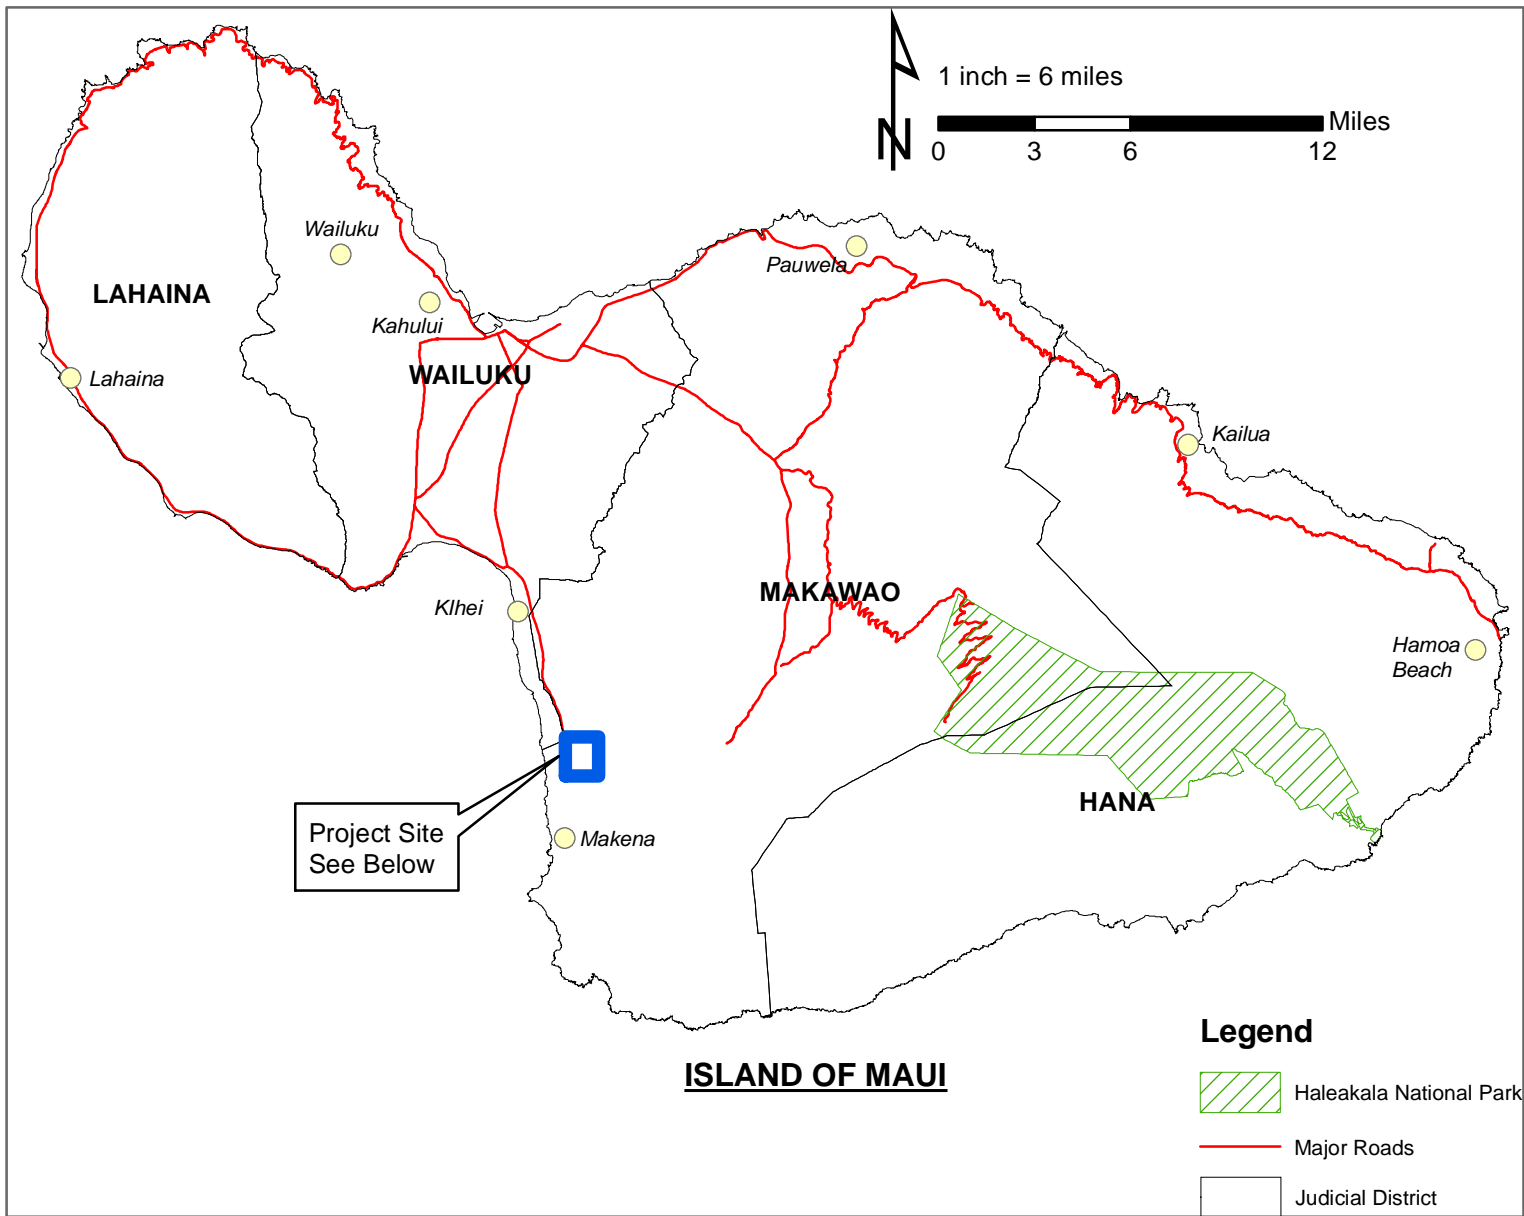 1 inch = 6 miles
Miles
N
0 3 6 12
Wailuku
Pauwela
LAHAINA
Kahului
WAILUKU
Lahaina
Kailua
MAKAWAO
KIhei
Hamoa
Beach
HANA
Project Site
See Below
Makena
ISLAND OF MAUI
Legend
Haleakala National Park
Major Roads
Judicial District